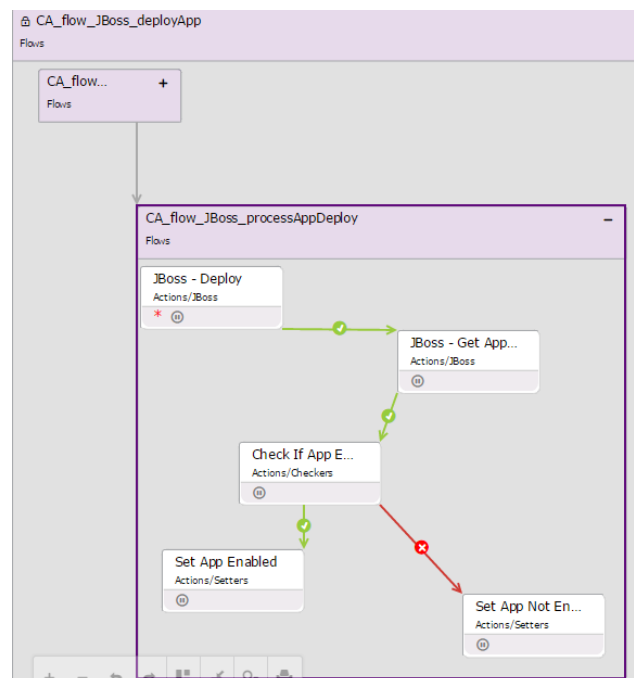 CA_flow_JBoss_deployApp
Flows
CA_flow... +
Flows
CA_flow_JBoss_processAppDeploy −
Flows
JBoss - Deploy
Actions/JBoss
*
JBoss - Get App...
Actions/JBoss
Check If App E...
Actions/Checkers
Set App Enabled
Actions/Setters
Set App Not En...
Actions/Setters